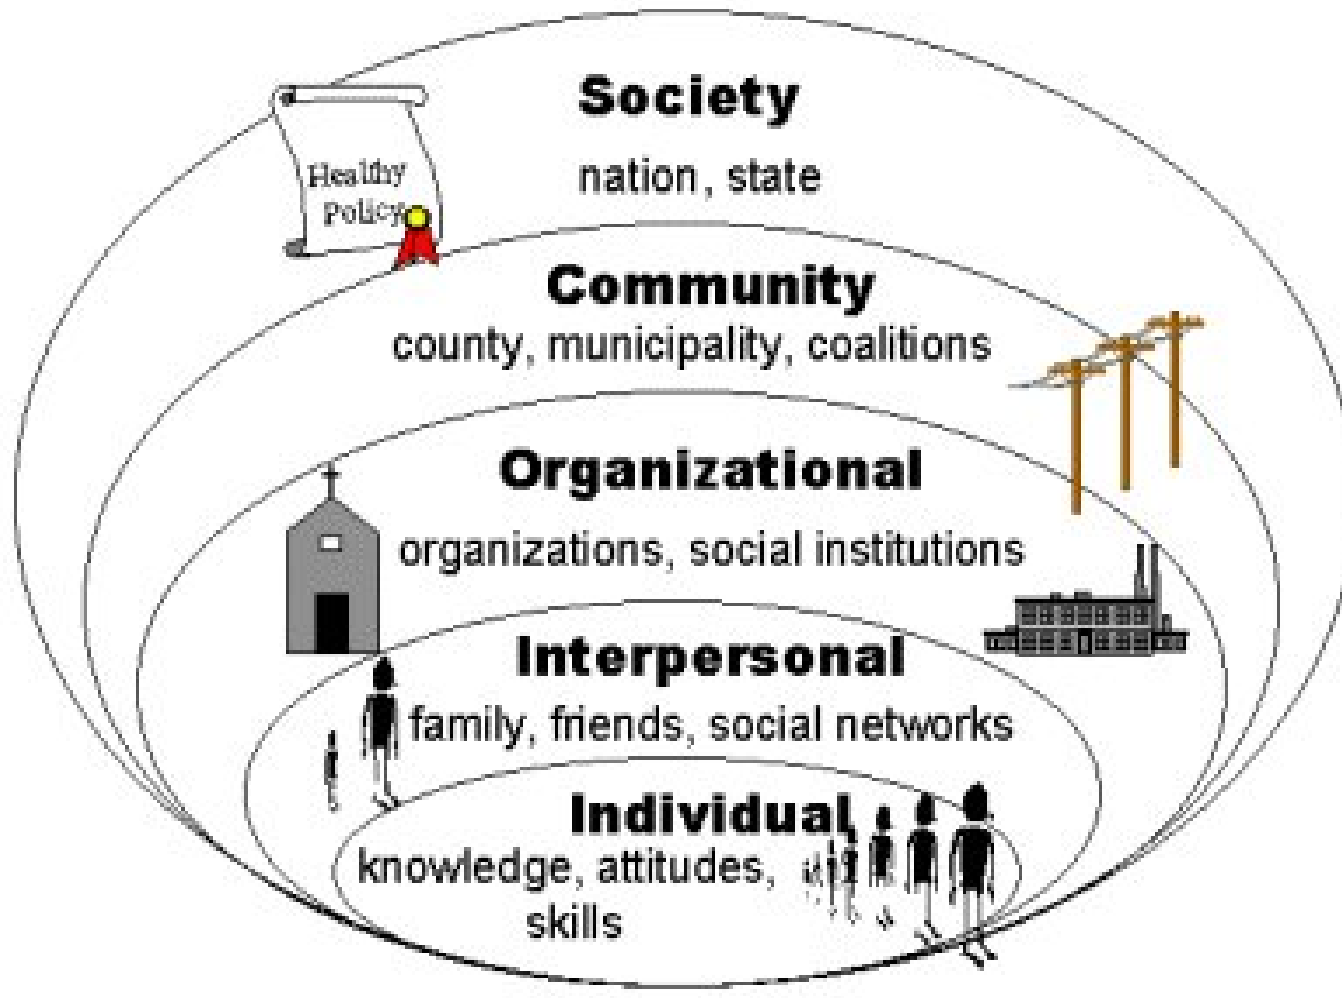 Society
Healthy
Policy
nation, state
Community
county, municipality, coalitions
Organizational
organizations, social institutions
Interpersonal
family, friends, social networks
Individual
knowledge, attitudes,
skills